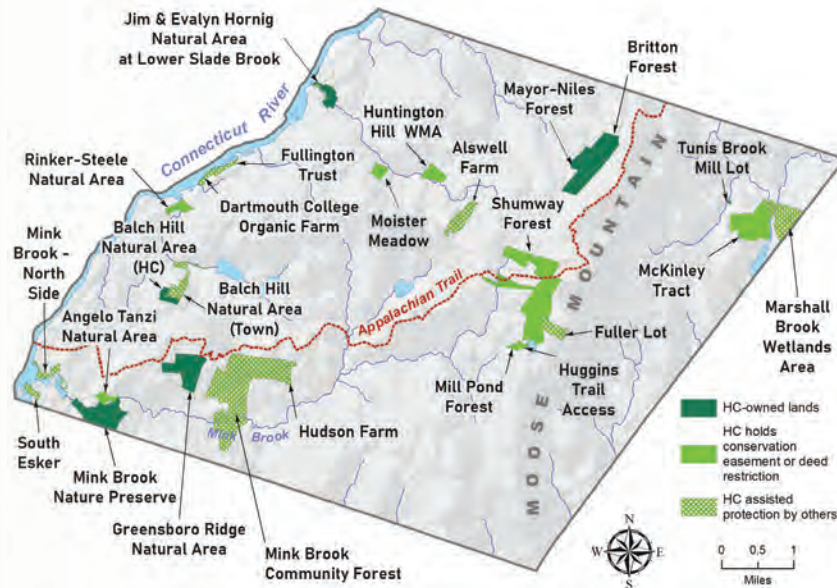 Jim & Evalyn Hornig
Natural Area
at Lower Slade Brook
Britton
Forest
Mayor-Niles
Forest
Connecticut River
Huntington
Hill WMA
Tunis Brook
Mill Lot
Rinker-Steele
Natural Area
Fullington
Trust
Alswell
Farm
Dartmouth College
Organic Farm
Moister
Meadow
Shumway
Forest
Mink
Brook -
North
Side
Balch Hill
Natural Area
(HC)
Balch Hill
Natural Area
(Town)
McKinley
Tract
Angelo Tanzi
Natural Area
Appalachian Trail
MOOSE MOUNTAIN
Marshall
Brook
Wetlands
Area
Fuller Lot
Mill Pond
Forest
Huggins
Trail
Access
South
Esker
Mink Brook
Hudson Farm
Mink Brook
Nature Preserve
Greensboro Ridge
Natural Area
Mink Brook
Community Forest
HC-owned lands
HC holds
conservation
easement or deed
restriction
HC assisted
protection by others
N
W E
S
0 0.5 1
Miles